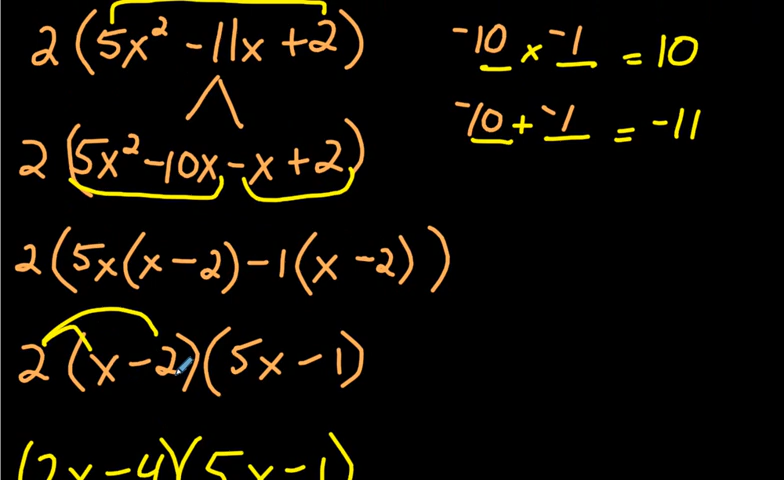 2 (5x² - 11x + 2)
-10 x -1 = 10
-10 + -1 = -11
2 (5x² - 10x - x + 2)
2 (5x(x - 2) - 1(x - 2))
2 (x - 2)(5x - 1)
(2x - 4)(5x - 1)